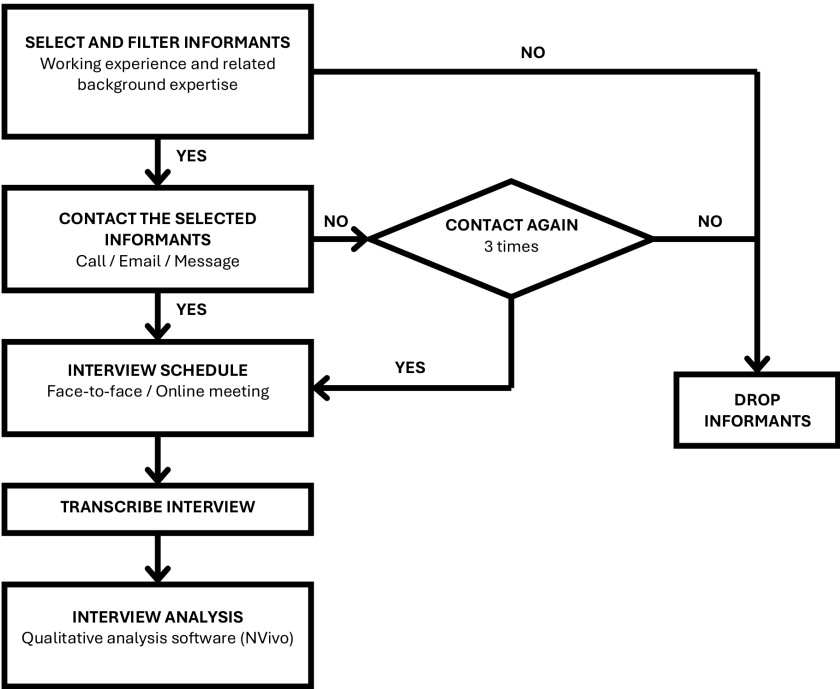 SELECT AND FILTER INFORMANTS
Working experience and related
background expertise
NO
YES
CONTACT THE SELECTED
INFORMANTS
Call / Email / Message
NO
CONTACT AGAIN
3 times
NO
YES
INTERVIEW SCHEDULE
Face-to-face / Online meeting
YES
DROP
INFORMANTS
TRANSCRIBE INTERVIEW
INTERVIEW ANALYSIS
Qualitative analysis software (NVivo)